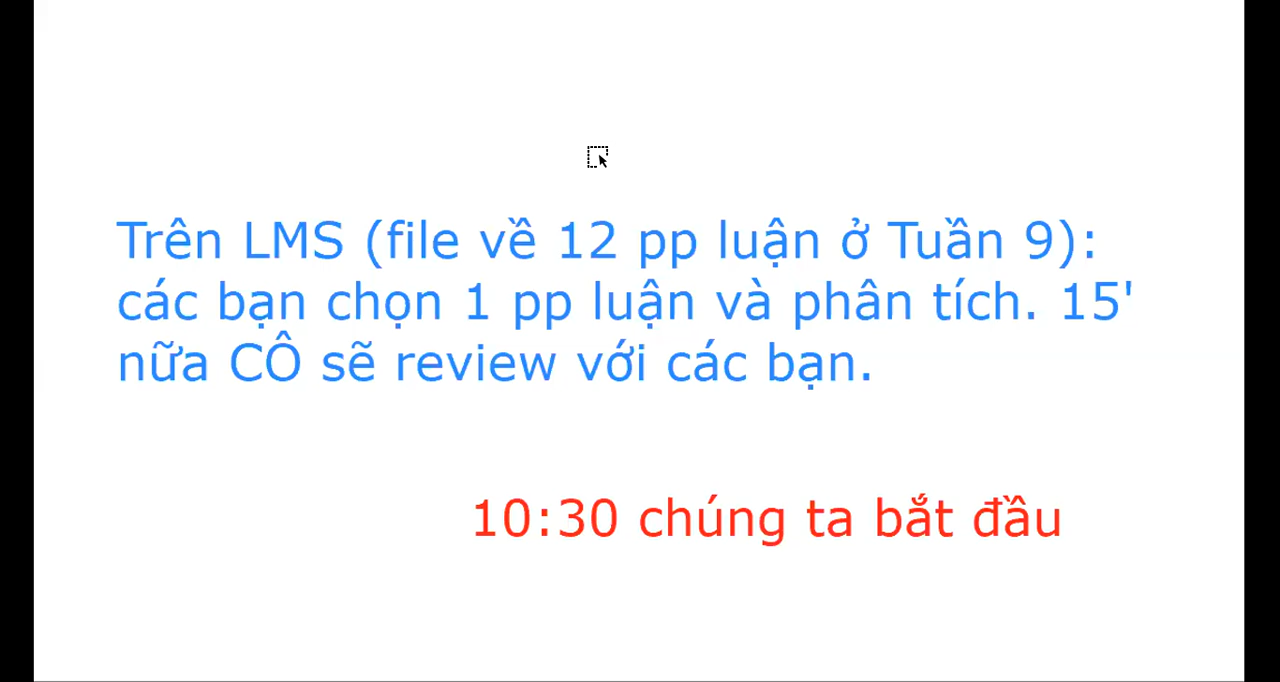 Trên LMS (file về 12 pp luận ở Tuần 9):
các bạn chọn 1 pp luận và phân tích. 15'
nữa CÔ sẽ review với các bạn.
10:30 chúng ta bắt đầu